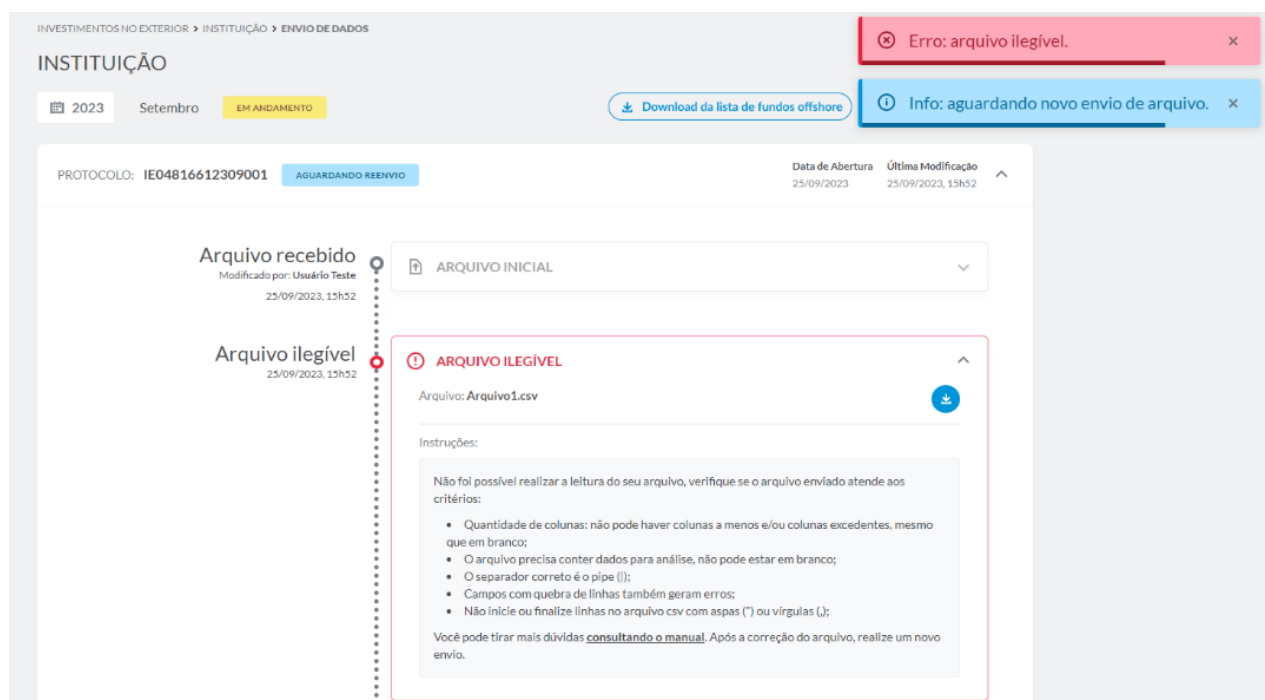 INVESTIMENTOS NO EXTERIOR > INSTITUIÇÃO > ENVIO DE DADOS
Erro: arquivo ilegível.
INSTITUIÇÃO
2023
Setembro
EM ANDAMENTO
Download da lista de fundos offshore
Info: aguardando novo envio de arquivo.
PROTOCOLO: IE04816612309001
AGUARDANDO REENVIO
Data de Abertura
25/09/2023
Última Modificação
25/09/2023, 15h52
Arquivo recebido
Modificado por: Usuário Teste
25/09/2023, 15h52
ARQUIVO INICIAL
Arquivo ilegível
25/09/2023, 15h52
ARQUIVO ILEGÍVEL
Arquivo: Arquivo1.csv
Instruções:
Não foi possível realizar a leitura do seu arquivo, verifique se o arquivo enviado atende aos
critérios:
• Quantidade de colunas: não pode haver colunas a menos e/ou colunas excedentes, mesmo
que em branco;
• O arquivo precisa conter dados para análise, não pode estar em branco;
• O separador correto é o pipe (|);
• Campos com quebra de linhas também geram erros;
• Não inicie ou finalize linhas no arquivo csv com aspas (") ou vírgulas (,);
Você pode tirar mais dúvidas consultando o manual. Após a correção do arquivo, realize um novo
envio.